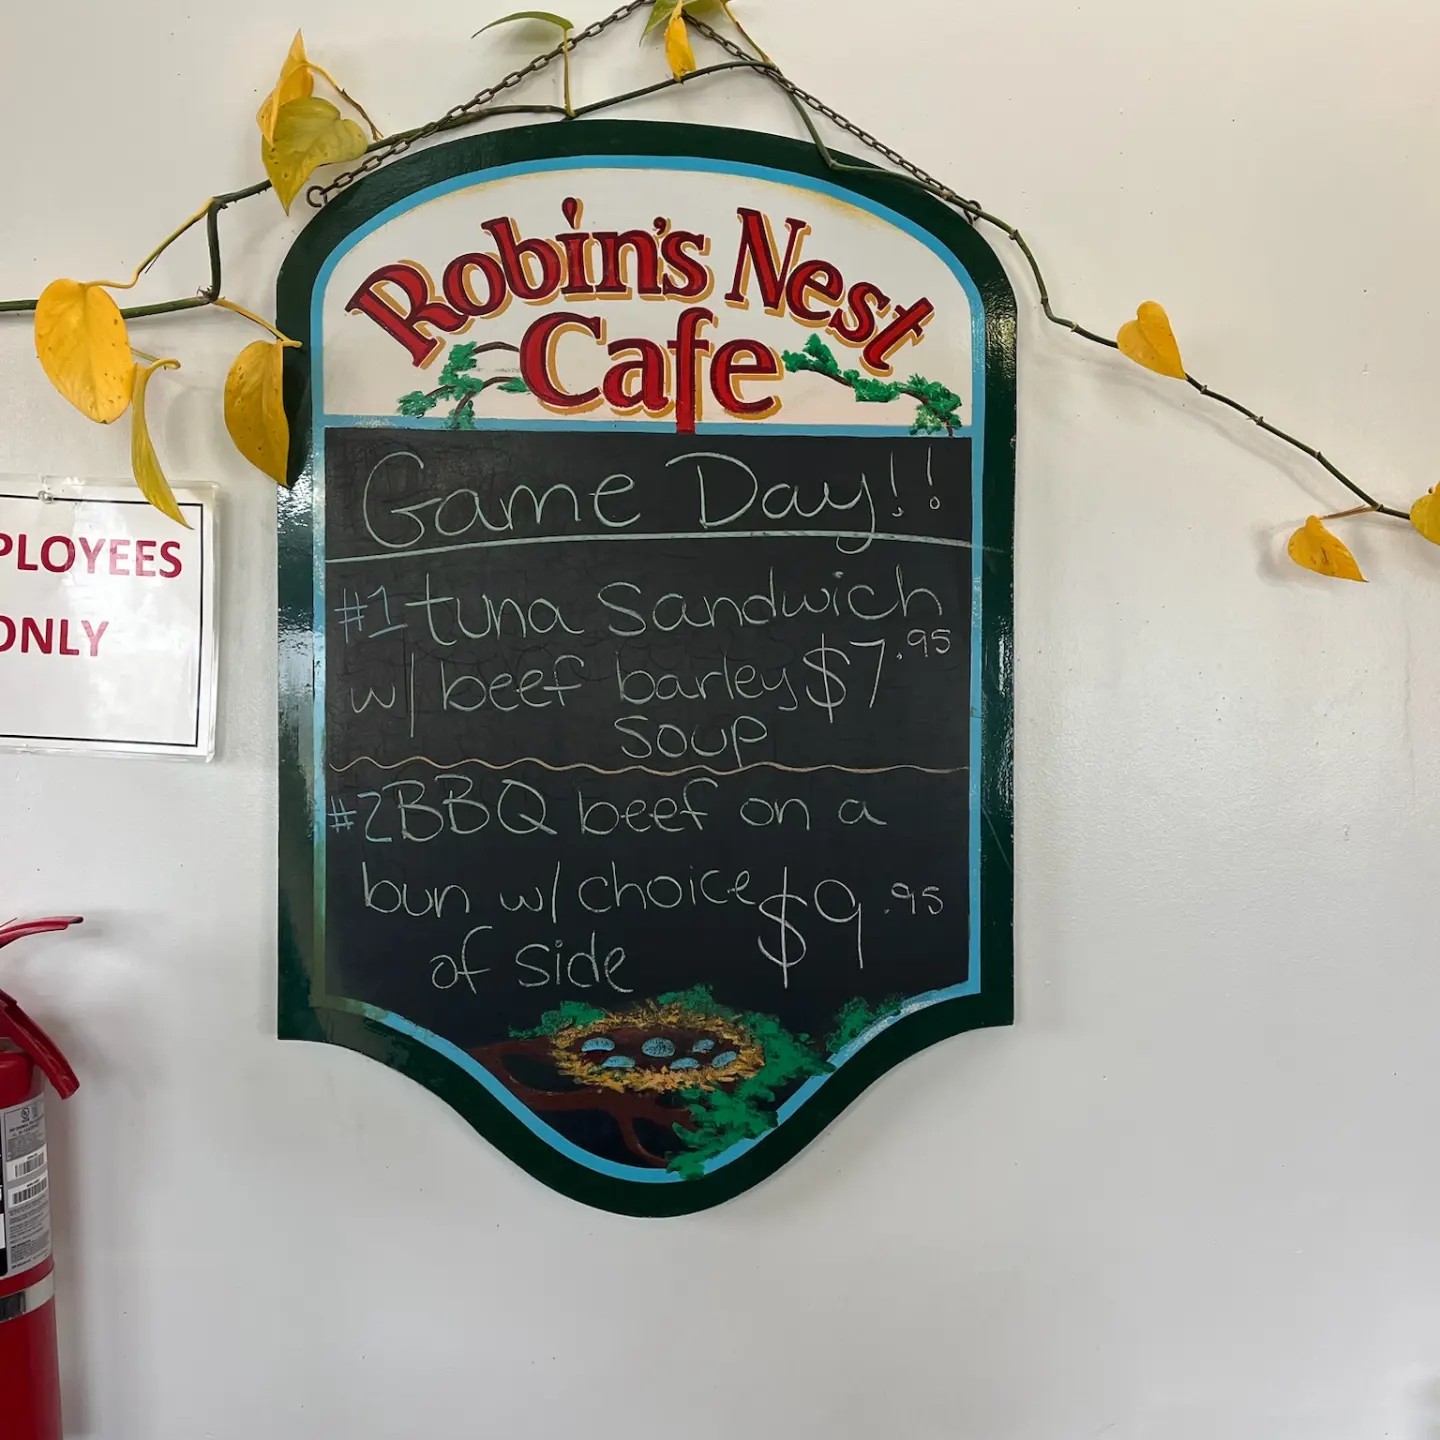 Robin's Nest
Cafe
Game Day!!
#1 tuna sandwich
w/ beef barley $7.95
soup
#2 BBQ beef on a
bun w/ choice $9.95
of side
PLOYEES
ONLY